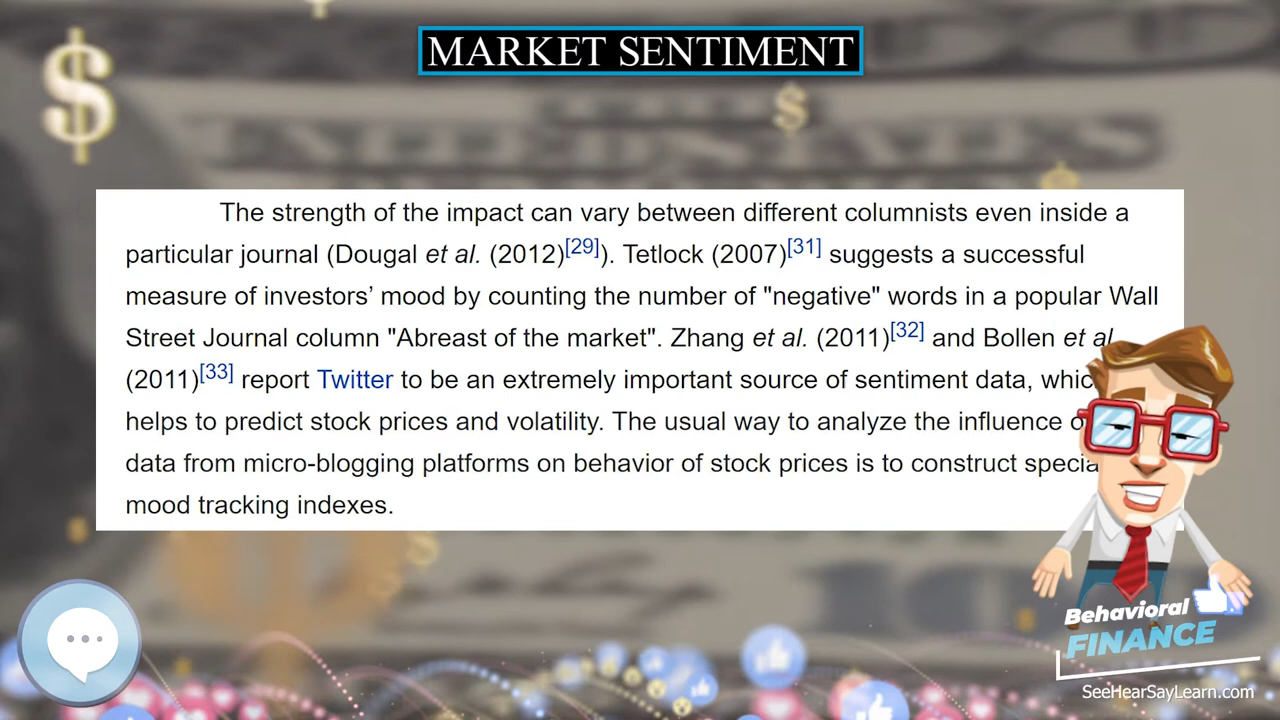 MARKET SENTIMENT
The strength of the impact can vary between different columnists even inside a
particular journal (Dougal et al. (2012)[29]). Tetlock (2007)[31] suggests a successful
measure of investors’ mood by counting the number of "negative" words in a popular Wall
Street Journal column "Abreast of the market". Zhang et al. (2011)[32] and Bollen et al
(2011)[33] report Twitter to be an extremely important source of sentiment data,
helps to predict stock prices and volatility. The usual way to analyze the influence
data from micro-blogging platforms on behavior of stock prices is to construct
mood tracking indexes.
Behavioral
FINANCE
SeeHearSayLearn.com